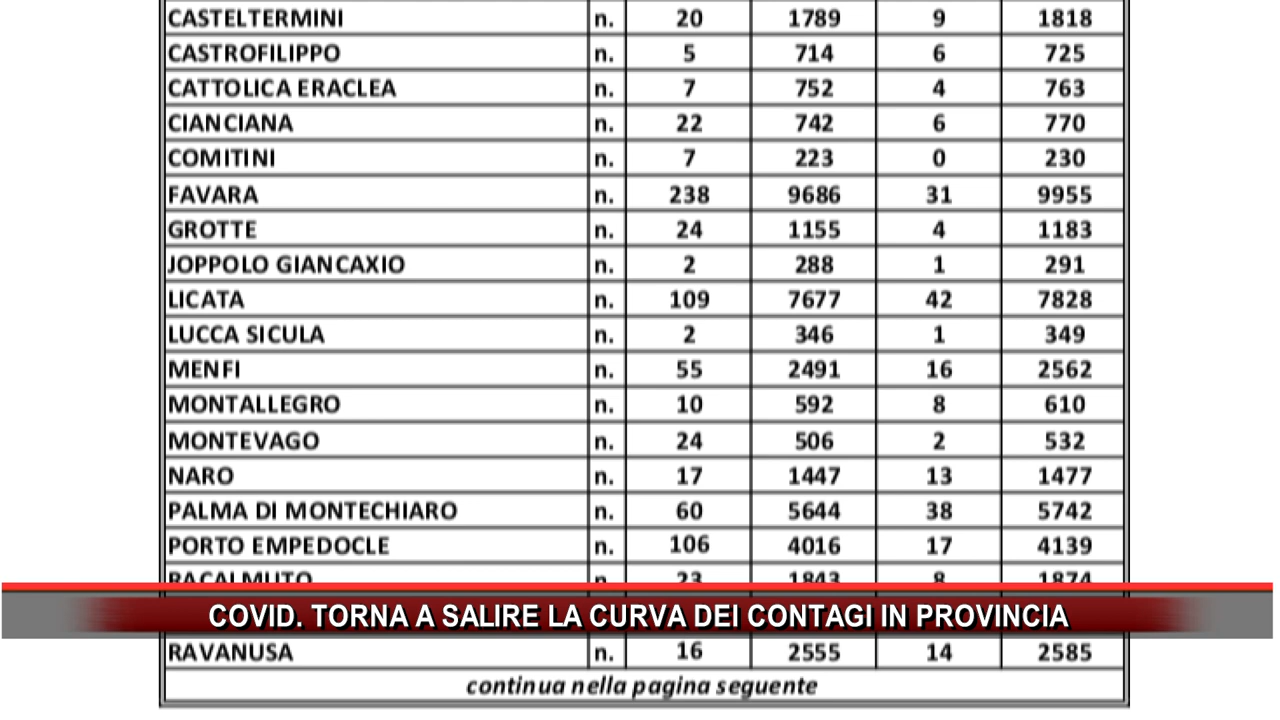 CASTELTERMINI n. 20 1789 9 1818
CASTROFILIPPO n. 5 714 6 725
CATTOLICA ERACLEA n. 7 752 4 763
CIANCIANA n. 22 742 6 770
COMITINI n. 7 223 0 230
FAVARA n. 238 9686 31 9955
GROTTE n. 24 1155 4 1183
JOPPOLO GIANCAXIO n. 2 288 1 291
LICATA n. 109 7677 42 7828
LUCCA SICULA n. 2 346 1 349
MENFI n. 55 2491 16 2562
MONTALLEGRO n. 10 592 8 610
MONTEVAGO n. 24 506 2 532
NARO n. 17 1447 13 1477
PALMA DI MONTECHIARO n. 60 5644 38 5742
PORTO EMPEDOCLE n. 106 4016 17 4139
RACALMUTO n. 23 1843 8 1874
COVID. TORNA A SALIRE LA CURVA DEI CONTAGI IN PROVINCIA
RAVANUSA n. 16 2555 14 2585
continua nella pagina seguente